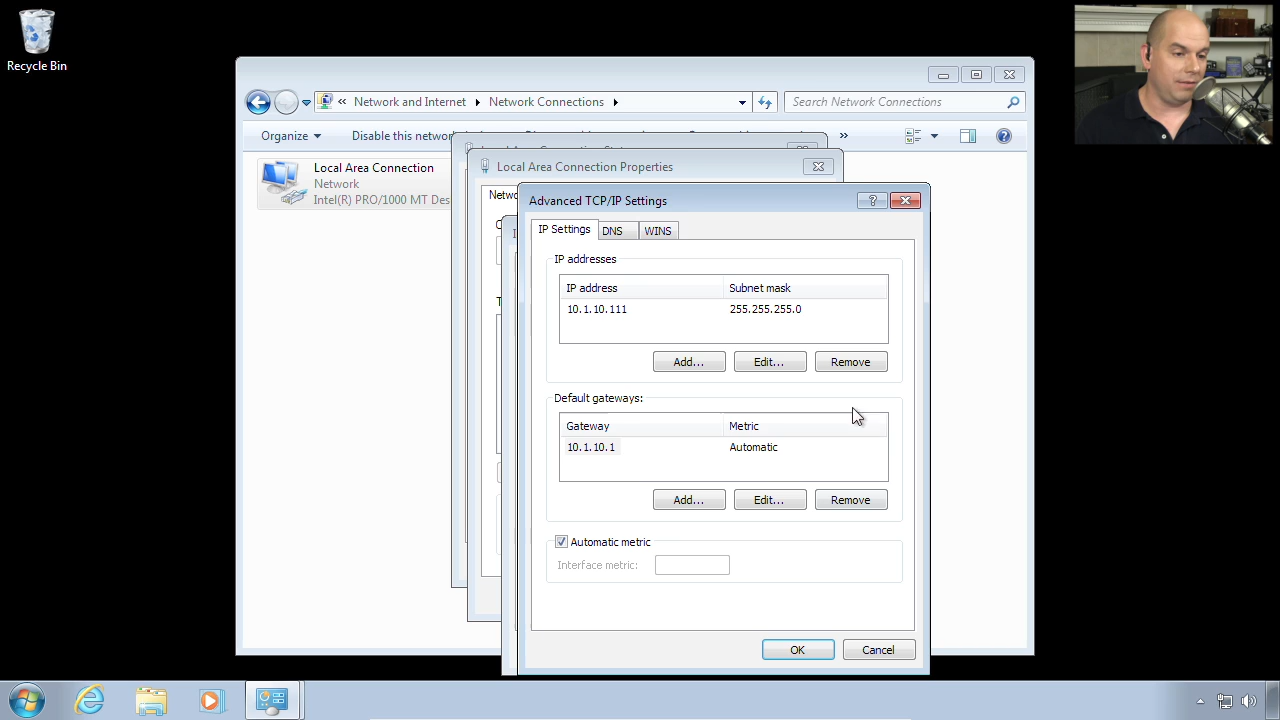 Recycle Bin
Network and Internet
Network Connections
Search Network Connections
Organize
Disable this networ
Local Area Connection
Network
Intel(R) PRO/1000 MT Des
Local Area Connection Properties
Netwo
Advanced TCP/IP Settings
IP Settings
DNS
WINS
IP addresses
IP address
Subnet mask
10.1.10.111
255.255.255.0
Add...
Edit...
Remove
Default gateways:
Gateway
Metric
10.1.10.1
Automatic
Add...
Edit...
Remove
Automatic metric
Interface metric:
OK
Cancel